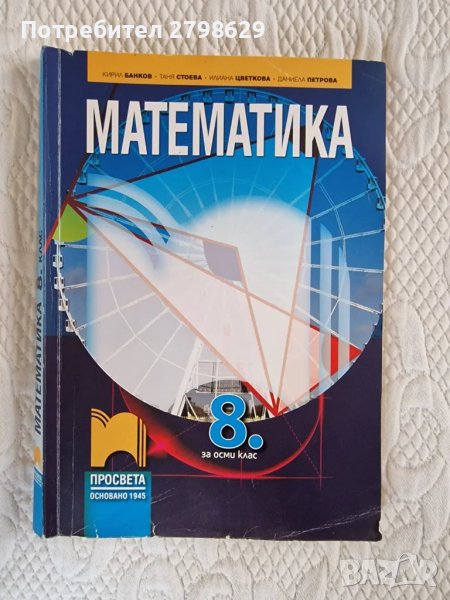 Потребител 2798629
КИРИЛ БАНКОВ • ТАНЯ СТОЕВА • ИЛИАНА ЦВЕТКОВА • ДАНИЕЛА ПЕТРОВА
МАТЕМАТИКА
8.
за осми клас
МАТЕМАТИКА 8. КЛАС
ПРОСВЕТА
ОСНОВАНО 1945
BAZAR